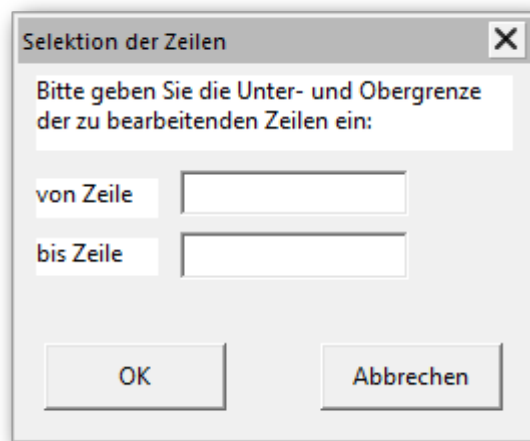 Selektion der Zeilen
Bitte geben Sie die Unter- und Obergrenze
der zu bearbeitenden Zeilen ein:
von Zeile
bis Zeile
OK
Abbrechen